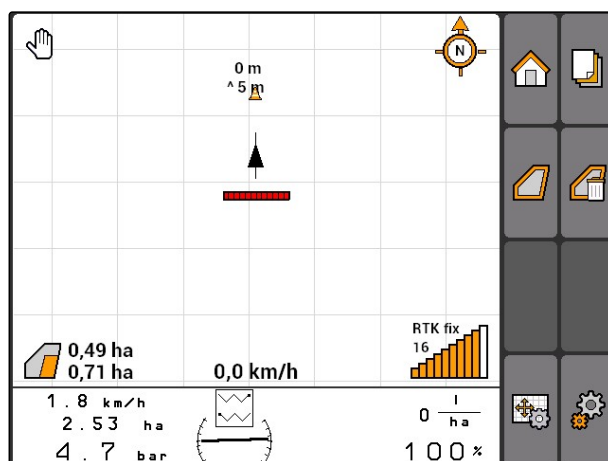 N
0 m
^ 5 m
RTK fix
16
0,49 ha
0,71 ha
0,0 km/h
1.8 km/h
2.53 ha
4.7 bar
0 l/ha
100 %